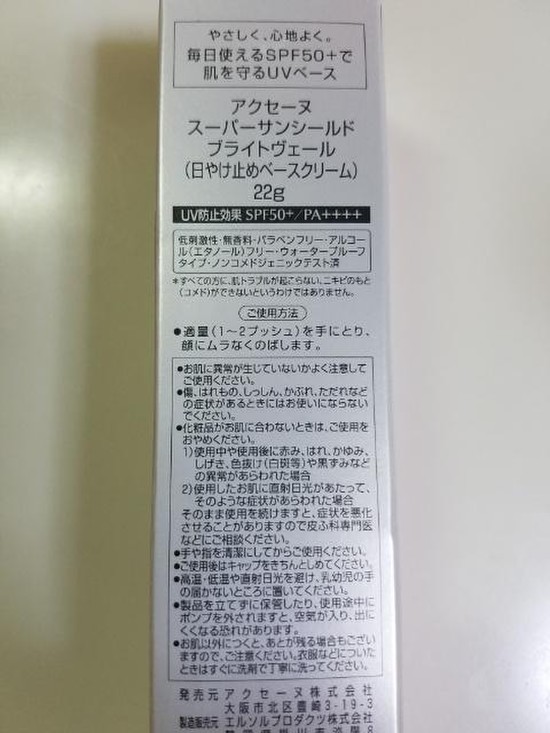 やさしく、心地よく。
毎日使えるSPF50+で
肌を守るUVベース
アクセーヌ
スーパーサンシールド
ブライトヴェール
(日やけ止めベースクリーム)
22g
UV防止効果 SPF50+/PA++++
低刺激性・無香料・パラベンフリー・アルコー
ル(エタノール)フリー・ウォータープルーフ
タイプ・ノンコメドジェニックテスト済
*すべての方に、肌トラブルが起こらない、ニキビのもと
(コメド)ができないというわけではありません。
ご使用方法
●適量(1〜2プッシュ)を手にとり、
顔にムラなくのばします。
●お肌に異常が生じていないかよく注意して
ご使用ください。
●傷、はれもの、しっしん、かぶれ、ただれなど
の症状があるときにはお使いにならない
でください。
●化粧品がお肌に合わないときは、ご使用を
おやめください。
1)使用中や使用後に赤み、はれ、かゆみ、
しげき、色抜け(白斑等)や黒ずみなど
の異常があらわれた場合
2)使用したお肌に直射日光があたって、
そのような症状があらわれた場合
そのまま使用を続けますと、症状を悪化
させることがありますので皮ふ科専門医
などにご相談ください。
●手や指を清潔にしてからご使用ください。
●ご使用後はキャップをきちんとしめてください。
●高温・低温や直射日光を避け、乳幼児の手
の届かないところに置いてください。
●製品を立てずに保管したり、使用途中に
ポンプを外されますと、空気が入り、出に
くくなる恐れがあります。
●お肌以外につくと、あとが残る場合もござい
ますので、ご注意ください。衣服などについた
ときはすぐに洗剤で丁寧に洗ってください。
発売元 アクセーヌ株式会社
大阪市北区豊崎3-19-3
製造販売元 エルソルプロダクツ株式会社